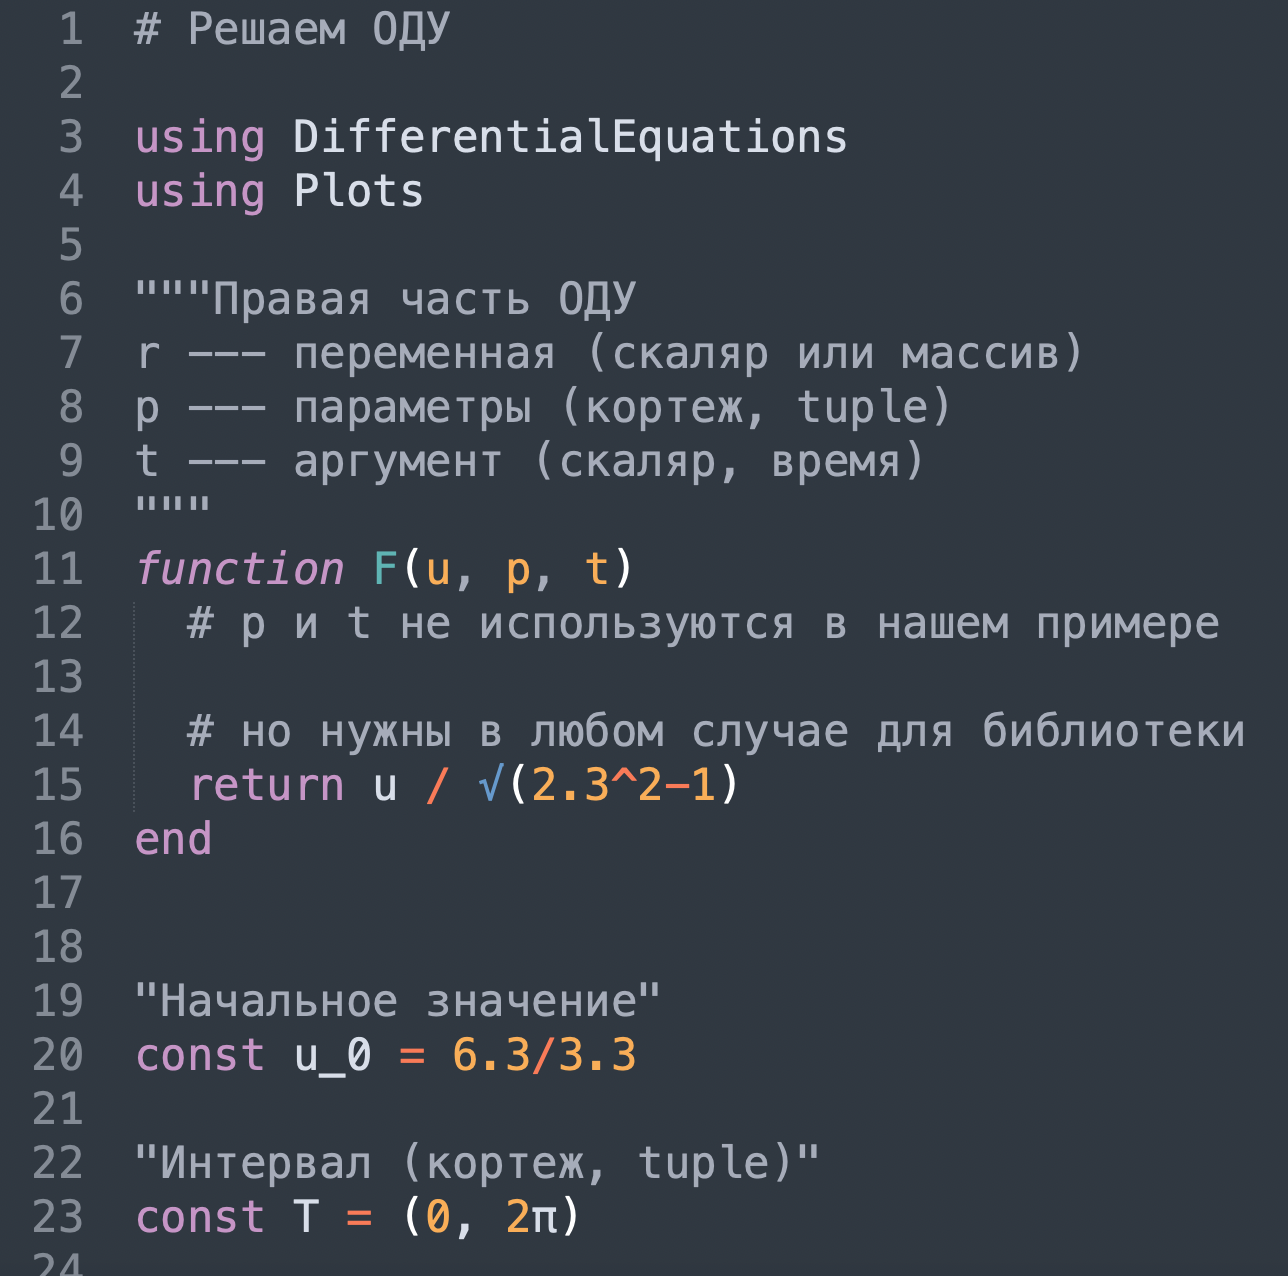 1 # Решаем ОДУ
2
3 using DifferentialEquations
4 using Plots
5
6 """Правая часть ОДУ
7 r --- переменная (скаляр или массив)
8 p --- параметры (кортеж, tuple)
9 t --- аргумент (скаляр, время)
10 """
11 function F(u, p, t)
12 # p и t не используются в нашем примере
13
14 # но нужны в любом случае для библиотеки
15 return u / √(2.3^2-1)
16 end
17
18
19 "Начальное значение"
20 const u_0 = 6.3/3.3
21
22 "Интервал (кортеж, tuple)"
23 const T = (0, 2π)
24